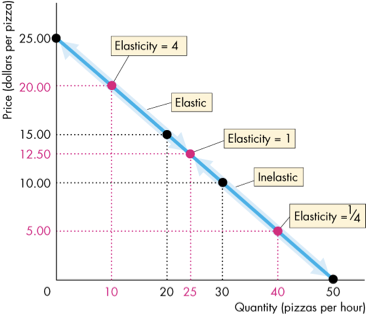 Price (dollars per pizza)
25.00
Elasticity = 4
20.00
Elastic
15.00
Elasticity = 1
12.50
10.00
Inelastic
Elasticity =1/4
5.00
0 10 20 25 30 40 50
Quantity (pizzas per hour)